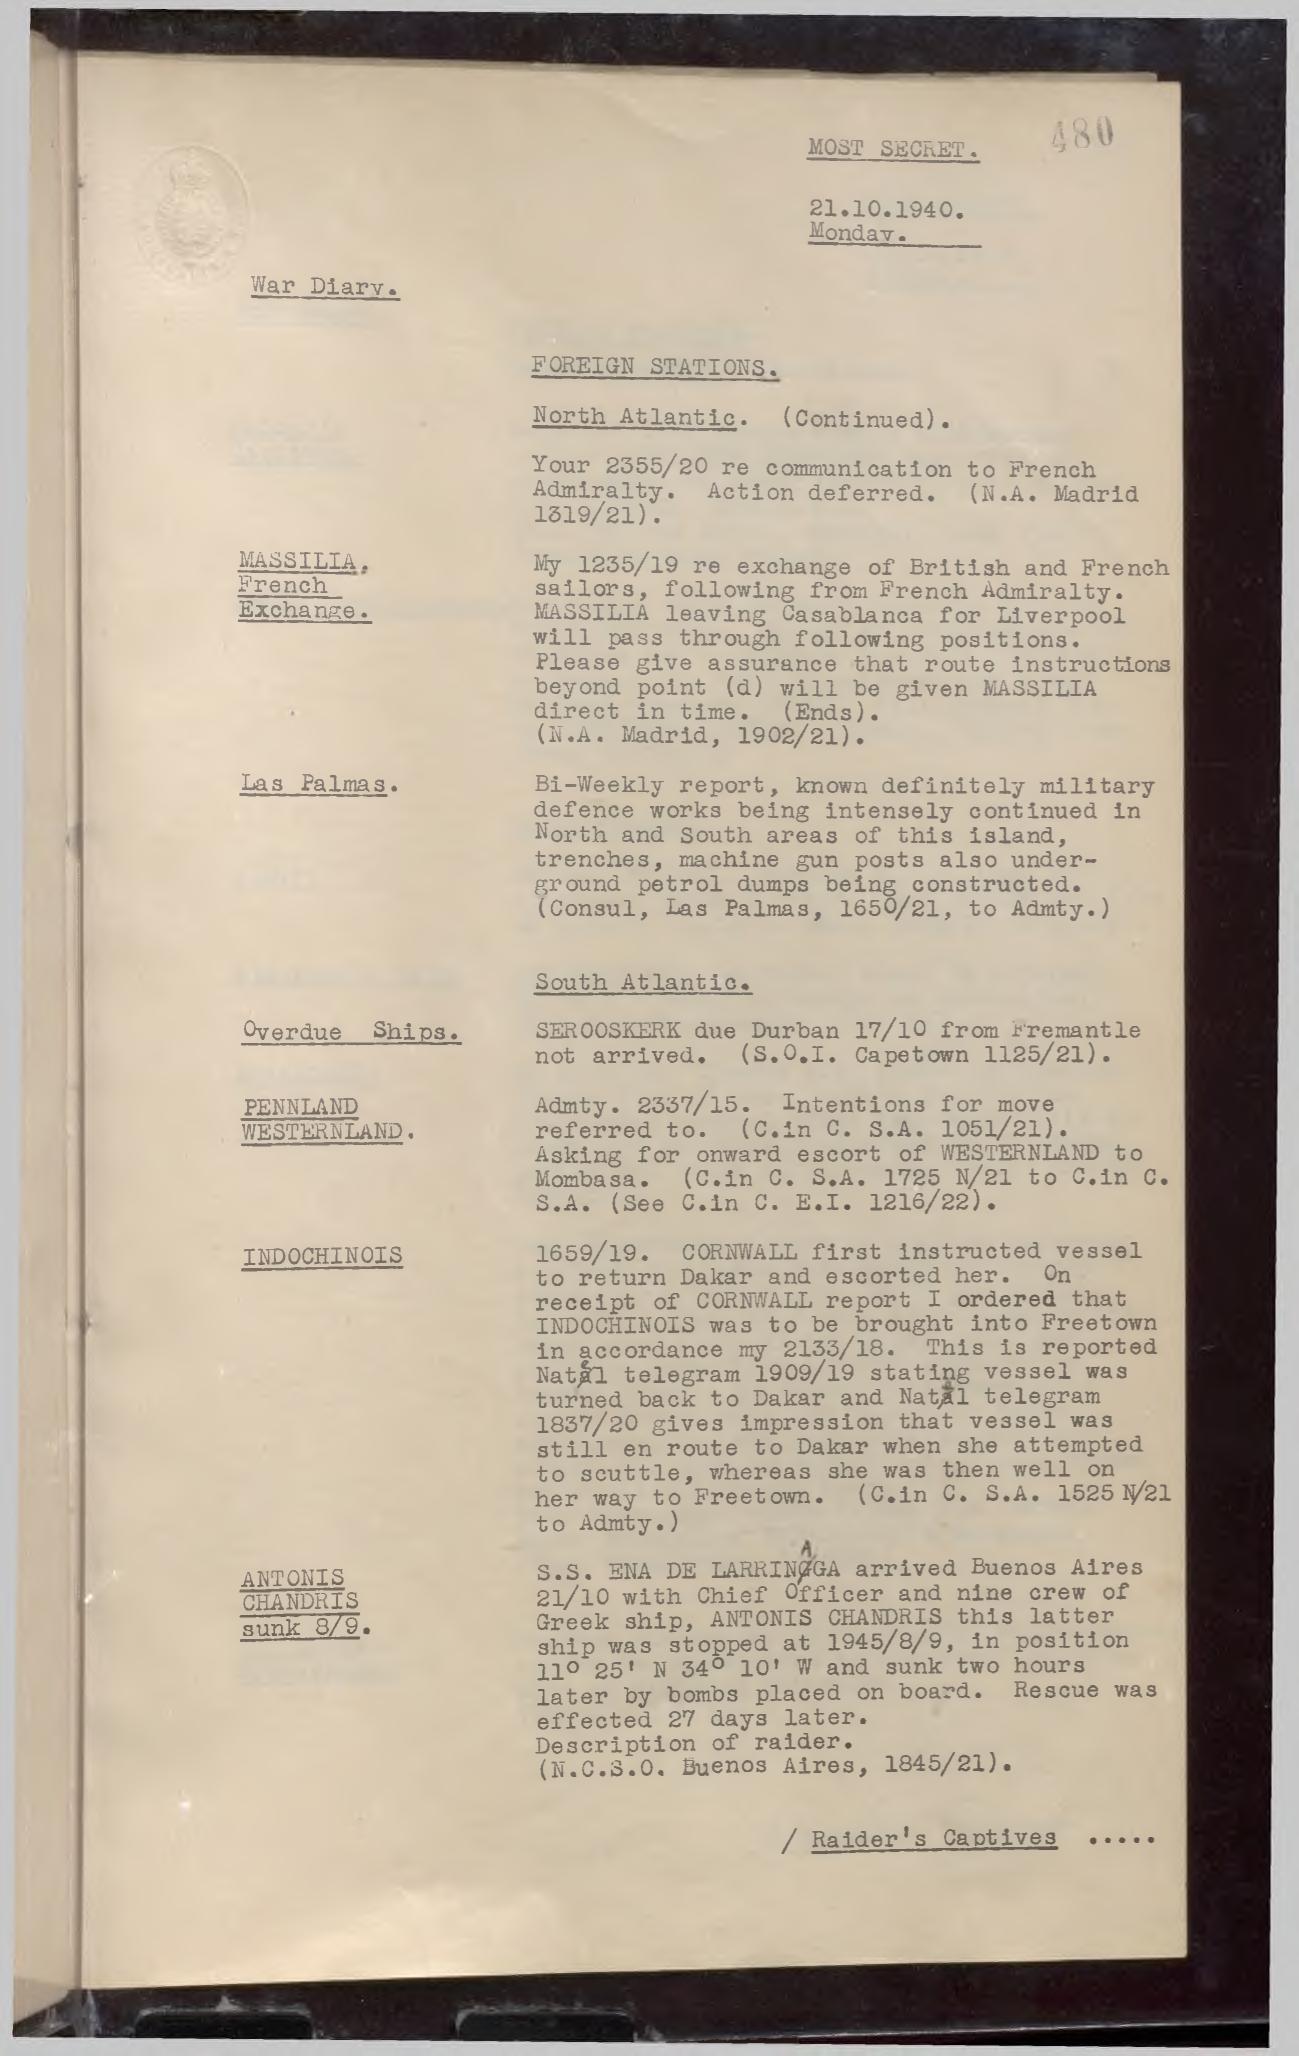 480
MOST SECRET.
21.10.1940.
Monday.
War Diary.
FOREIGN STATIONS.
North Atlantic. (Continued).
Your 2355/20 re communication to French
Admiralty. Action deferred. (N.A. Madrid
1319/21).
MASSILIA.
French
Exchange.
My 1235/19 re exchange of British and French
sailors, following from French Admiralty.
MASSILIA leaving Casablanca for Liverpool
will pass through following positions.
Please give assurance that route instructions
beyond point (d) will be given MASSILIA
direct in time. (Ends).
(N.A. Madrid, 1902/21).
Las Palmas.
Bi-Weekly report, known definitely military
defence works being intensely continued in
North and South areas of this island,
trenches, machine gun posts also under-
ground petrol dumps being constructed.
(Consul, Las Palmas, 1650/21, to Admty.)
South Atlantic.
Overdue Ships.
SEROOSKERK due Durban 17/10 from Fremantle
not arrived. (S.O.I. Capetown 1125/21).
PENNLAND
WESTERNLAND.
Admty. 2337/15. Intentions for move
referred to. (C.in C. S.A. 1051/21).
Asking for onward escort of WESTERNLAND to
Mombasa. (C.in C. S.A. 1725 N/21 to C.in C.
S.A. (See C.in C. E.I. 1216/22).
INDOCHINOIS
1659/19. CORNWALL first instructed vessel
to return Dakar and escorted her. On
receipt of CORNWALL report I ordered that
INDOCHINOIS was to be brought into Freetown
in accordance my 2133/18. This is reported
Natal telegram 1909/19 stating vessel was
turned back to Dakar and Natal telegram
1837/20 gives impression that vessel was
still en route to Dakar when she attempted
to scuttle, whereas she was then well on
her way to Freetown. (C.in C. S.A. 1525 N/21
to Admty.)
ANTONIS
CHANDRIS
sunk 8/9.
S.S. ENA DE LARRINAGA arrived Buenos Aires
21/10 with Chief Officer and nine crew of
Greek ship, ANTONIS CHANDRIS this latter
ship was stopped at 1945/8/9, in position
11° 25' N 34° 10' W and sunk two hours
later by bombs placed on board. Rescue was
effected 27 days later.
Description of raider.
(N.C.S.O. Buenos Aires, 1845/21).
/ Raider's Captives .....